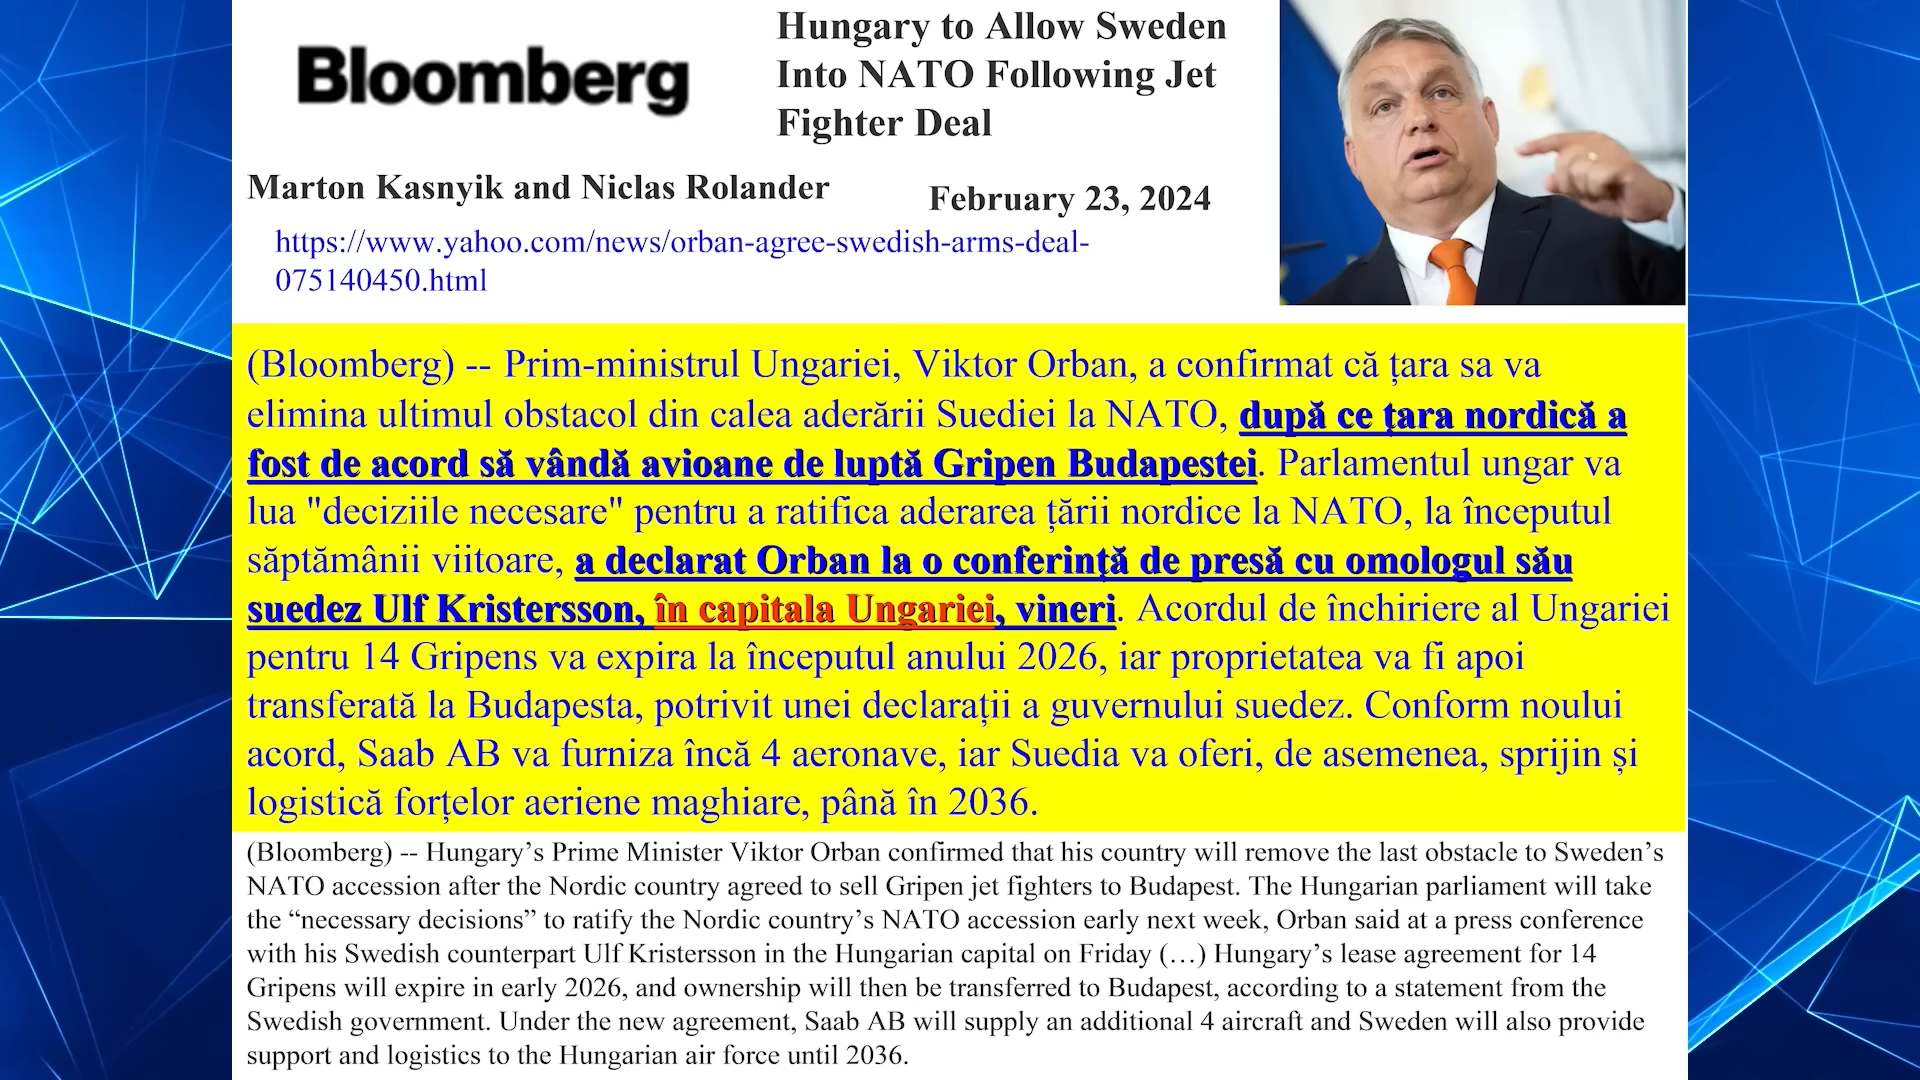 Bloomberg
Hungary to Allow Sweden
Into NATO Following Jet
Fighter Deal
Marton Kasnyik and Niclas Rolander
February 23, 2024
https://www.yahoo.com/news/orban-agree-swedish-arms-deal-
075140450.html
(Bloomberg) -- Prim-ministrul Ungariei, Viktor Orban, a confirmat că țara sa va
elimina ultimul obstacol din calea aderării Suediei la NATO, după ce țara nordică a
fost de acord să vândă avioane de luptă Gripen Budapestei. Parlamentul ungar va
lua "deciziile necesare" pentru a ratifica aderarea țării nordice la NATO, la începutul
săptămânii viitoare, a declarat Orban la o conferință de presă cu omologul său
suedez Ulf Kristersson, în capitala Ungariei, vineri. Acordul de închiriere al Ungariei
pentru 14 Gripens va expira la începutul anului 2026, iar proprietatea va fi apoi
transferată la Budapesta, potrivit unei declarații a guvernului suedez. Conform noului
acord, Saab AB va furniza încă 4 aeronave, iar Suedia va oferi, de asemenea, sprijin și
logistică forțelor aeriene maghiare, până în 2036.
(Bloomberg) -- Hungary’s Prime Minister Viktor Orban confirmed that his country will remove the last obstacle to Sweden’s
NATO accession after the Nordic country agreed to sell Gripen jet fighters to Budapest. The Hungarian parliament will take
the “necessary decisions” to ratify the Nordic country’s NATO accession early next week, Orban said at a press conference
with his Swedish counterpart Ulf Kristersson in the Hungarian capital on Friday (…) Hungary’s lease agreement for 14
Gripens will expire in early 2026, and ownership will then be transferred to Budapest, according to a statement from the
Swedish government. Under the new agreement, Saab AB will supply an additional 4 aircraft and Sweden will also provide
support and logistics to the Hungarian air force until 2036.